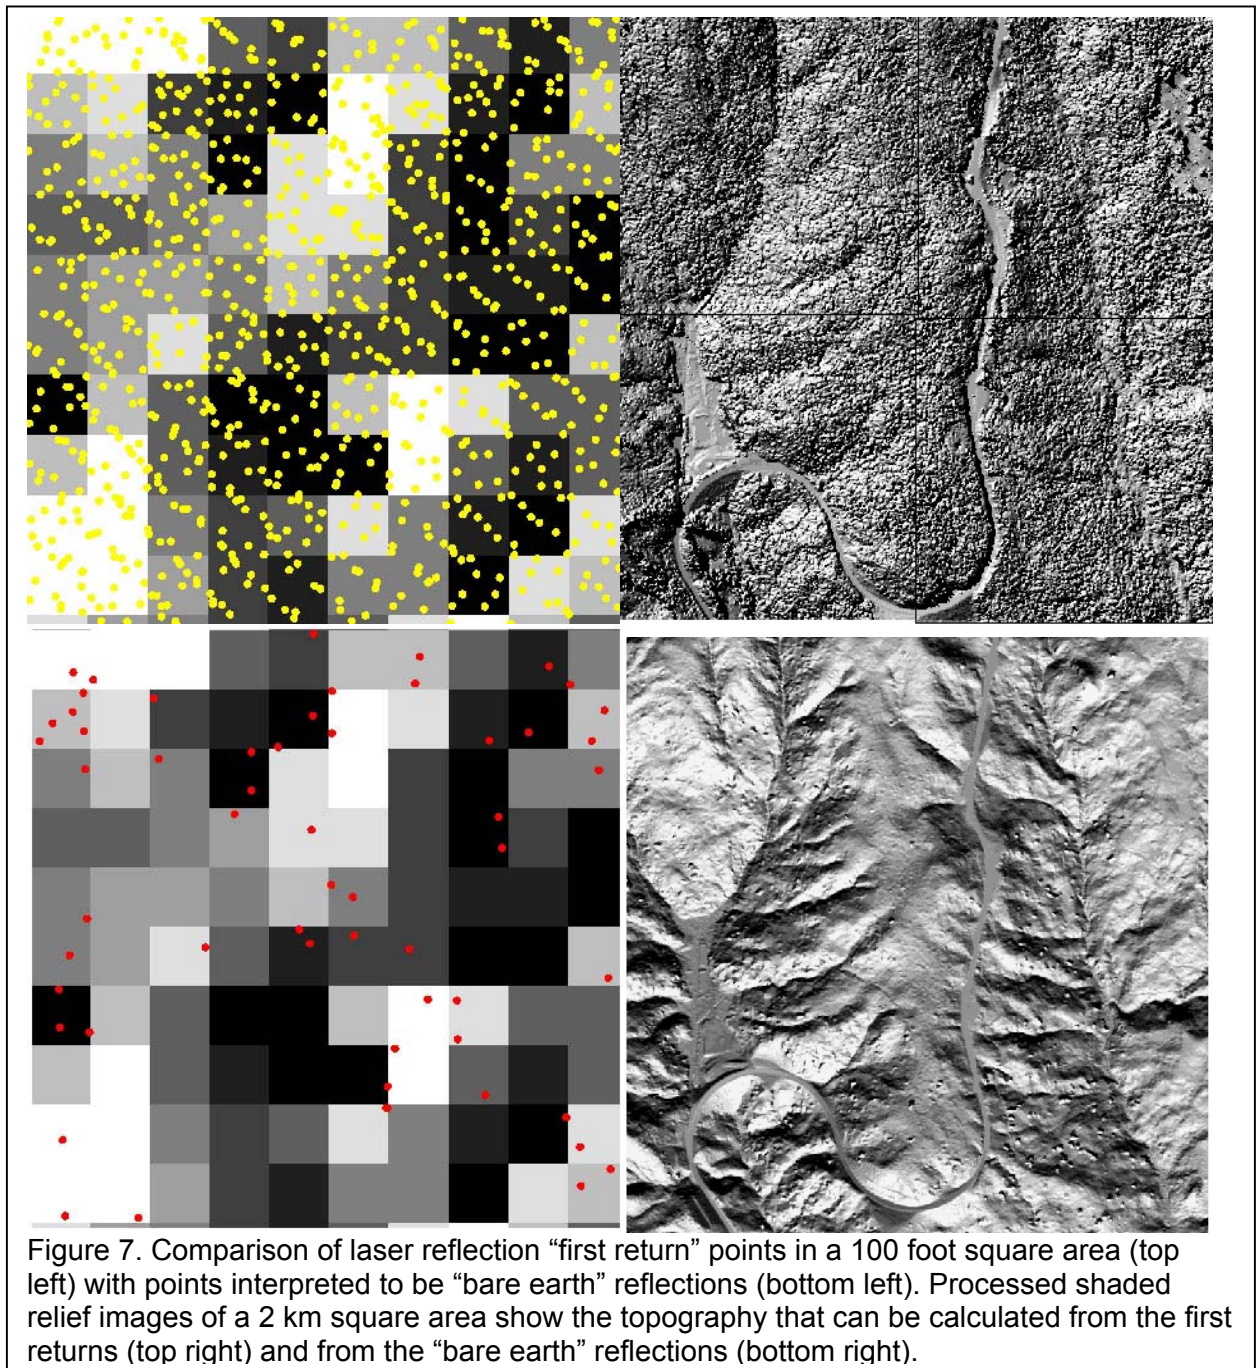 Figure 7. Comparison of laser reflection “first return” points in a 100 foot square area (top
left) with points interpreted to be “bare earth” reflections (bottom left). Processed shaded
relief images of a 2 km square area show the topography that can be calculated from the first
returns (top right) and from the “bare earth” reflections (bottom right).